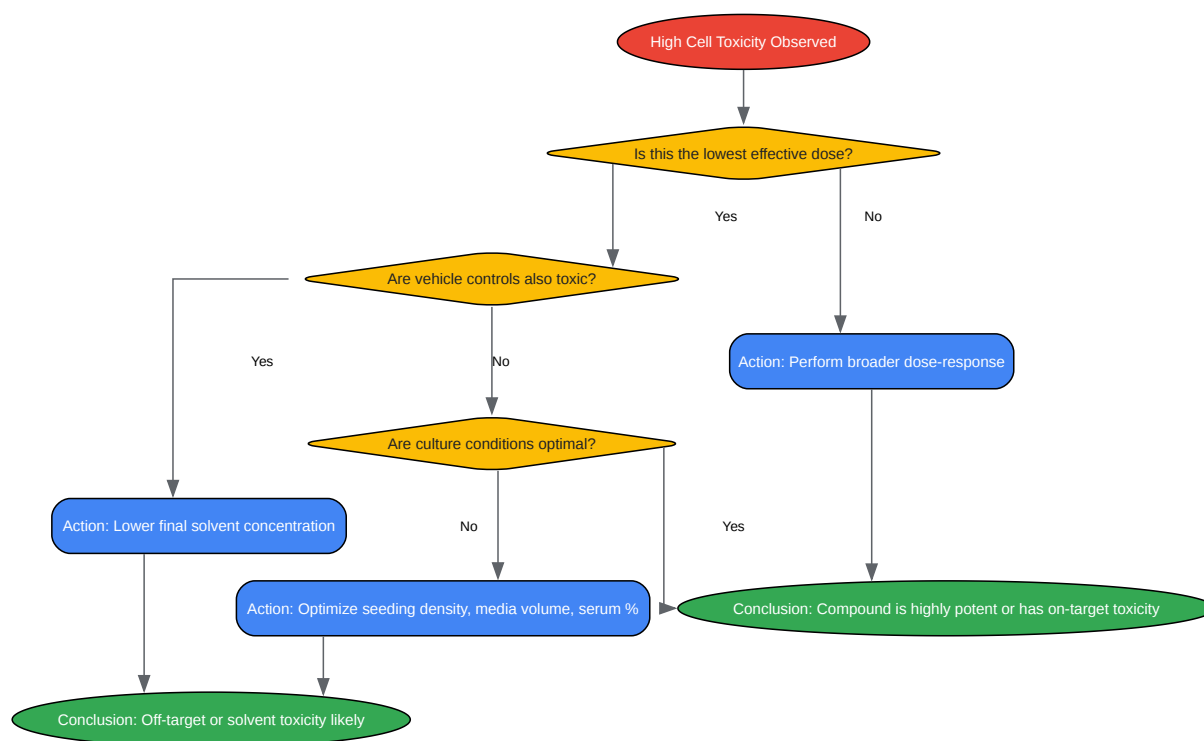 High Cell Toxicity Observed
Is this the lowest effective dose?
Yes
No
Are vehicle controls also toxic?
Yes
No
Action: Perform broader dose-response
Are culture conditions optimal?
Action: Lower final solvent concentration
No
Yes
Action: Optimize seeding density, media volume, serum %
Conclusion: Compound is highly potent or has on-target toxicity
Conclusion: Off-target or solvent toxicity likely